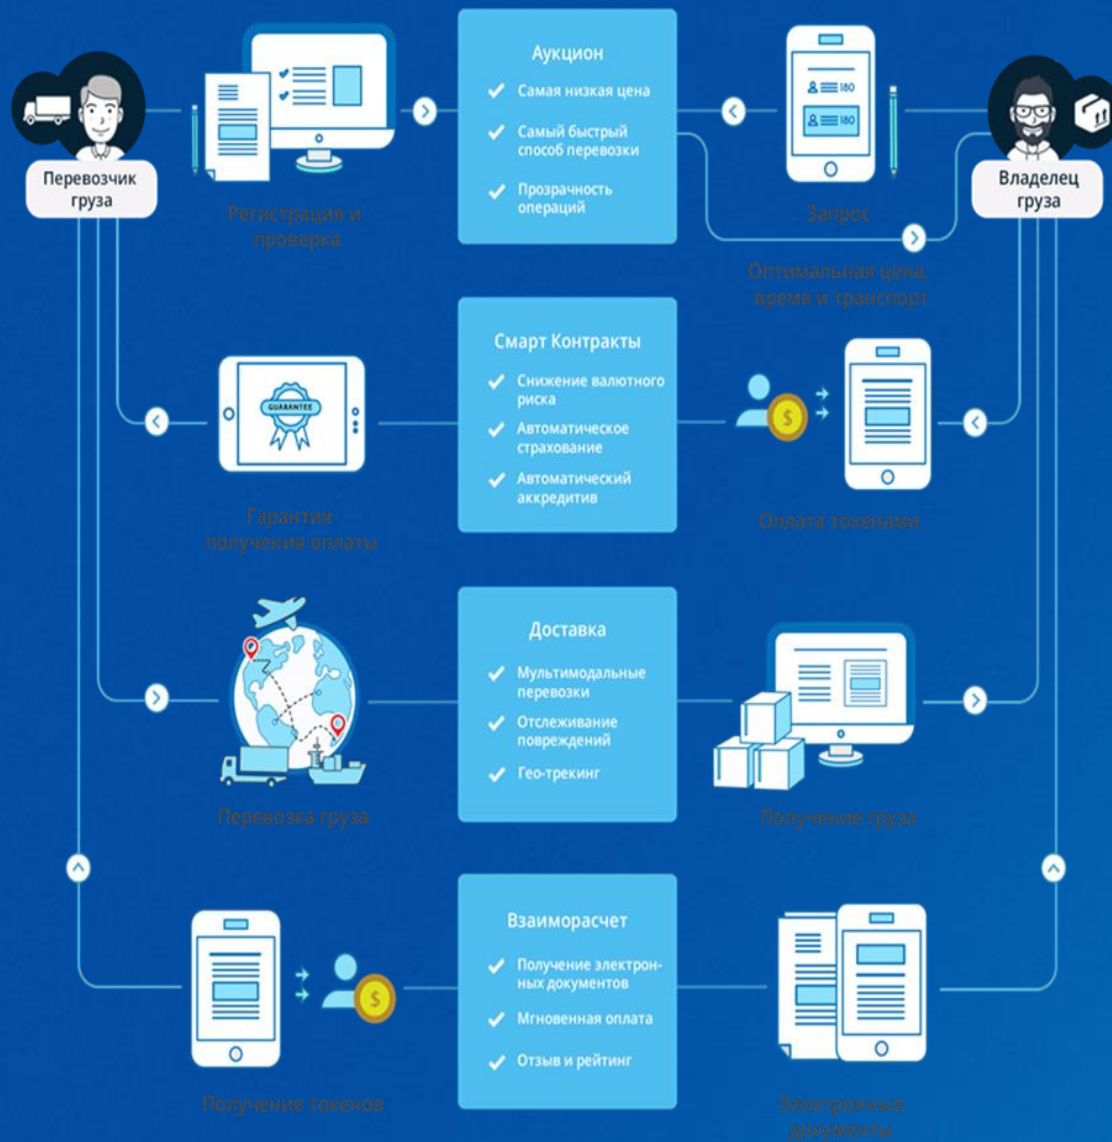 Аукцион
✓ Самая низкая цена
✓ Самый быстрый
способ перевозки
✓ Прозрачность
операций
180
180
Перевозчик
груза
Владелец
груза
Регистрация и
проверка
Запрос
Оптимальная цена,
время и транспорт
Смарт Контракты
✓ Снижение валютного
риска
✓ Автоматическое
страхование
✓ Автоматический
аккредитив
GUARANTEE
$
Гарантия
получения оплаты
Оплата токенами
Доставка
✓ Мультимодальные
перевозки
✓ Отслеживание
повреждений
✓ Гео-трекинг
Перевозка груза
Получение груза
Взаиморасчет
✓ Получение электрон-
ных документов
✓ Мгновенная оплата
✓ Отзыв и рейтинг
$
Получение токенов
Электронные
документы